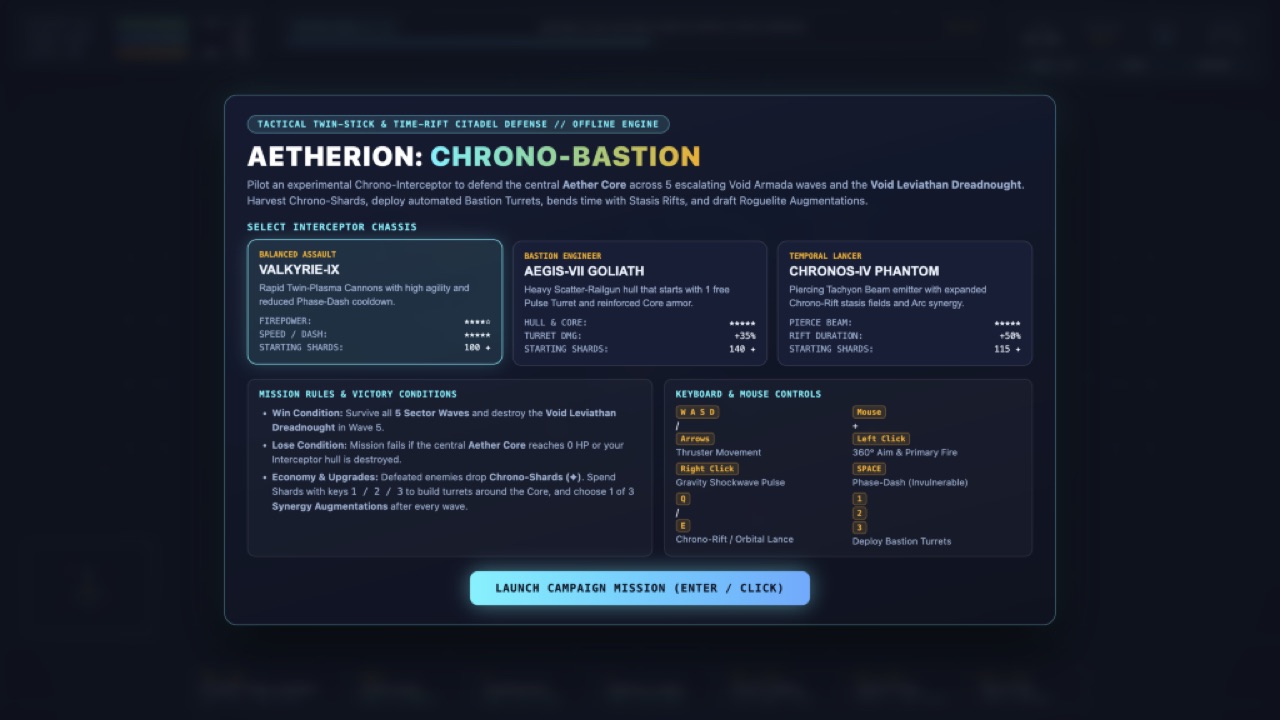 TACTICAL TWIN-STICK & TIME-RIFT CITADEL DEFENSE // OFFLINE ENGINE
AETHERION: CHRONO-BASTION
Pilot an experimental Chrono-Interceptor to defend the central Aether Core across 5 escalating Void Armada waves and the Void Leviathan Dreadnought.
Harvest Chrono-Shards, deploy automated Bastion Turrets, bends time with Stasis Rifts, and draft Roguelite Augmentations.
SELECT INTERCEPTOR CHASSIS
BALANCED ASSAULT
VALKYRIE-IX
Rapid Twin-Plasma Cannons with high agility and
reduced Phase-Dash cooldown.
FIREPOWER: ★★★★☆
SPEED / DASH: ★★★★★
STARTING SHARDS: 100 ✦
BASTION ENGINEER
AEGIS-VII GOLIATH
Heavy Scatter-Railgun hull that starts with 1 free
Pulse Turret and reinforced Core armor.
HULL & CORE: ★★★★★
TURRET DMG: +35%
STARTING SHARDS: 140 ✦
TEMPORAL LANCER
CHRONOS-IV PHANTOM
Piercing Tachyon Beam emitter with expanded
Chrono-Rift stasis fields and Arc synergy.
PIERCE BEAM: ★★★★★
RIFT DURATION: +50%
STARTING SHARDS: 115 ✦
MISSION RULES & VICTORY CONDITIONS
• Win Condition: Survive all 5 Sector Waves and destroy the Void Leviathan
Dreadnought in Wave 5.
• Lose Condition: Mission fails if the central Aether Core reaches 0 HP or your
Interceptor hull is destroyed.
• Economy & Upgrades: Defeated enemies drop Chrono-Shards (✦). Spend
Shards with keys 1 / 2 / 3 to build turrets around the Core, and choose 1 of 3
Synergy Augmentations after every wave.
KEYBOARD & MOUSE CONTROLS
W A S D
/
Arrows
Thruster Movement
Mouse
+
Left Click
360° Aim & Primary Fire
Right Click
Gravity Shockwave Pulse
SPACE
Phase-Dash (Invulnerable)
Q
/
E
Chrono-Rift / Orbital Lance
1
2
3
Deploy Bastion Turrets
LAUNCH CAMPAIGN MISSION (ENTER / CLICK)